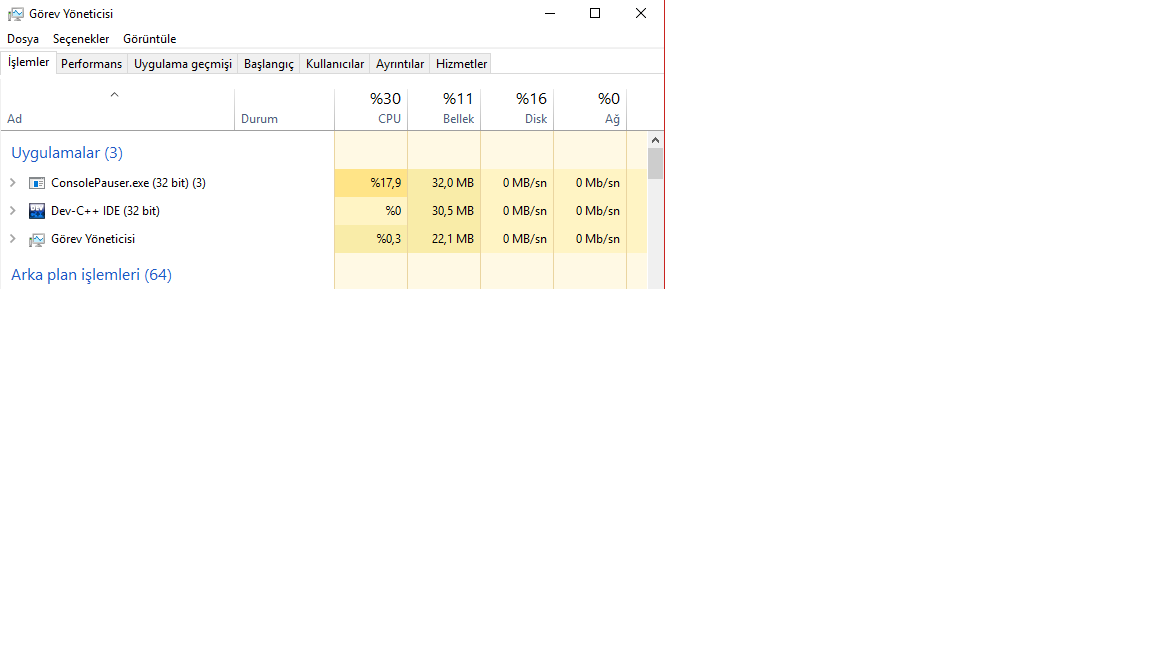 Görev Yöneticisi
Dosya Seçenekler Görüntüle
İşlemler Performans Uygulama geçmişi Başlangıç Kullanıcılar Ayrıntılar Hizmetler
%30 %11 %16 %0
Ad Durum CPU Bellek Disk Ağ
Uygulamalar (3)
ConsolePauser.exe (32 bit) (3) %17,9 32,0 MB 0 MB/sn 0 Mb/sn
Dev-C++ IDE (32 bit) %0 30,5 MB 0 MB/sn 0 Mb/sn
Görev Yöneticisi %0,3 22,1 MB 0 MB/sn 0 Mb/sn
Arka plan işlemleri (64)